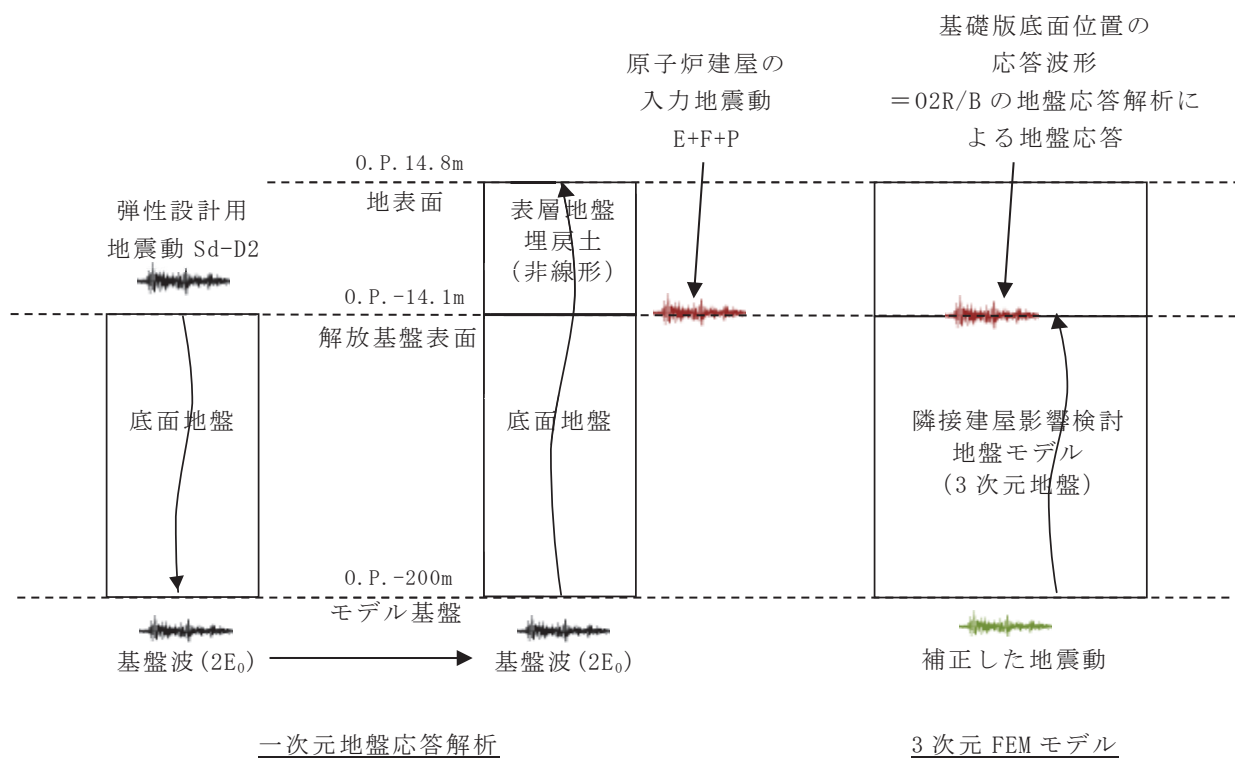 基礎版底面位置の
応答波形
＝O2R/B の地盤応答解析に
よる地盤応答
原子炉建屋の
入力地震動
E+F+P
O.P.14.8m
地表面
弾性設計用
地震動 Sd-D2
表層地盤
埋戻土
(非線形)
O.P.-14.1m
解放基盤表面
底面地盤
底面地盤
隣接建屋影響検討
地盤モデル
(3 次元地盤)
O.P.-200m
モデル基盤
基盤波(2E₀)
基盤波(2E₀)
補正した地震動
一次元地盤応答解析
3 次元 FEM モデル